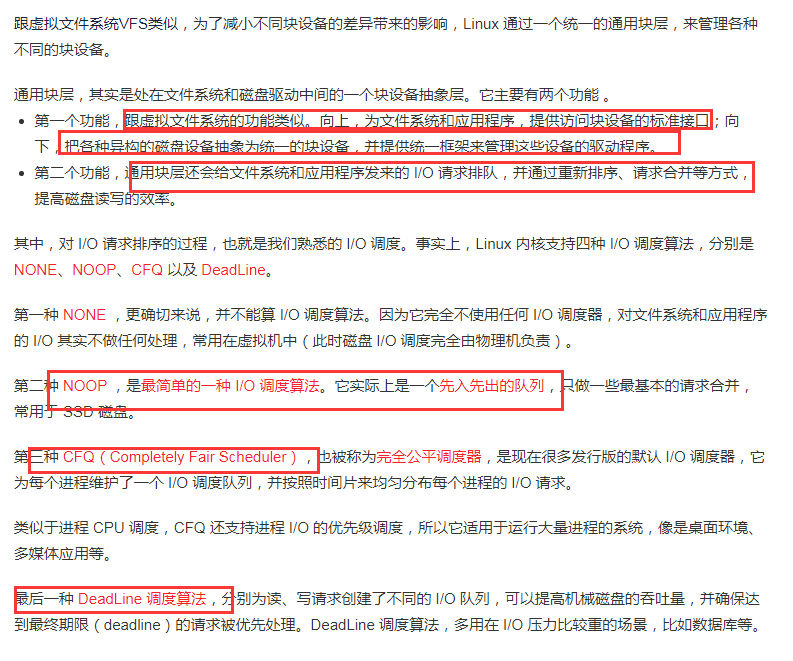 跟虚拟文件系统VFS类似，为了减小不同块设备的差异带来的影响，Linux 通过一个统一的通用块层，来管理各种
不同的块设备。
通用块层，其实是处在文件系统和磁盘驱动中间的一个块设备抽象层。它主要有两个功能 。
• 第一个功能，跟虚拟文件系统的功能类似。向上，为文件系统和应用程序，提供访问块设备的标准接口；向
下，把各种异构的磁盘设备抽象为统一的块设备，并提供统一框架来管理这些设备的驱动程序。
• 第二个功能，通用块层还会给文件系统和应用程序发来的 I/O 请求排队，并通过重新排序、请求合并等方式，
提高磁盘读写的效率。
其中，对 I/O 请求排序的过程，也就是我们熟悉的 I/O 调度。事实上，Linux 内核支持四种 I/O 调度算法，分别是
NONE、NOOP、CFQ 以及 DeadLine。
第一种 NONE ，更确切来说，并不能算 I/O 调度算法。因为它完全不使用任何 I/O 调度器，对文件系统和应用程序
的 I/O 其实不做任何处理，常用在虚拟机中（此时磁盘 I/O 调度完全由物理机负责）。
第二种 NOOP ，是最简单的一种 I/O 调度算法。它实际上是一个先入先出的队列，只做一些最基本的请求合并，
常用于 SSD 磁盘。
第三种 CFQ（Completely Fair Scheduler），也被称为完全公平调度器，是现在很多发行版的默认 I/O 调度器，它
为每个进程维护了一个 I/O 调度队列，并按照时间片来均匀分布每个进程的 I/O 请求。
类似于进程 CPU 调度，CFQ 还支持进程 I/O 的优先级调度，所以它适用于运行大量进程的系统，像是桌面环境、
多媒体应用等。
最后一种 DeadLine 调度算法，分别为读、写请求创建了不同的 I/O 队列，可以提高机械磁盘的吞吐量，并确保达
到最终期限（deadline）的请求被优先处理。DeadLine 调度算法，多用在 I/O 压力比较重的场景，比如数据库等。